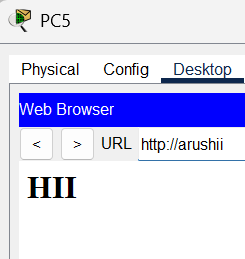 PC5
Physical Config Desktop
Web Browser
< > URL http://arushii
HII